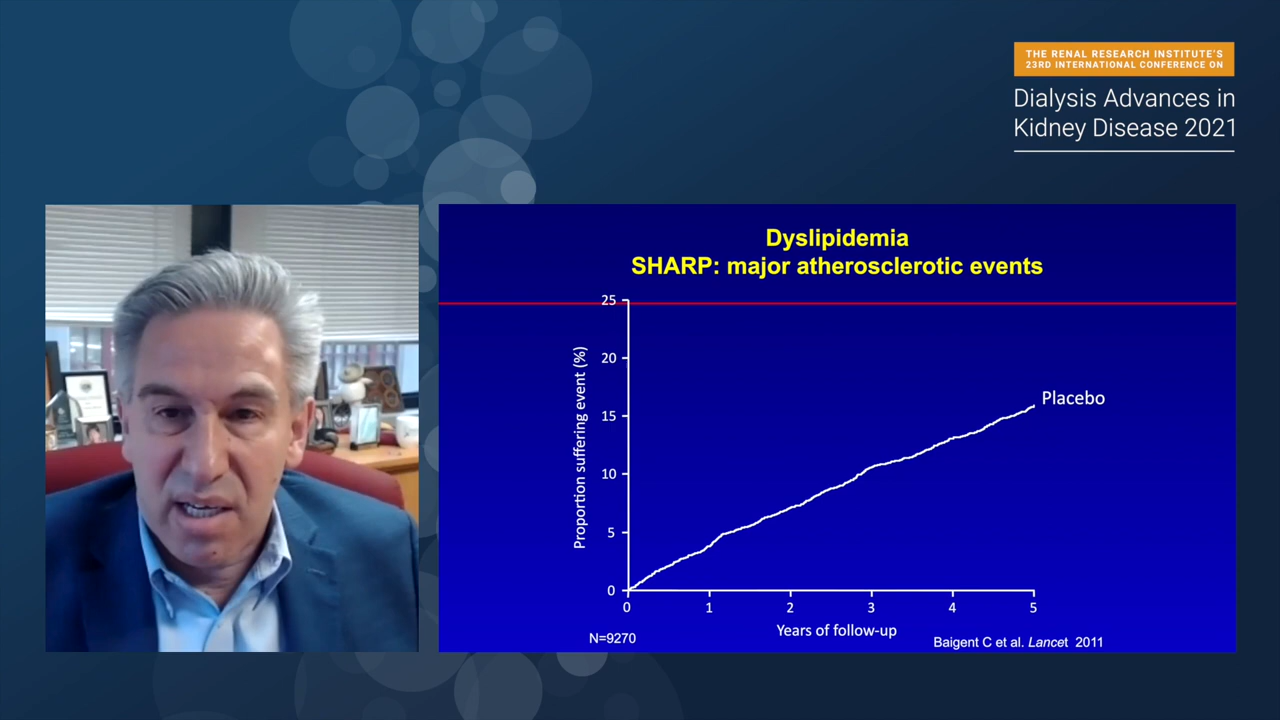 THE RENAL RESEARCH INSTITUTE'S
23RD INTERNATIONAL CONFERENCE ON
Dialysis Advances in
Kidney Disease 2021
Dyslipidemia
SHARP: major atherosclerotic events
Proportion suffering event (%)
25
20
15
10
5
0
Placebo
0 1 2 3 4 5
Years of follow-up
N=9270
Baigent C et al. Lancet 2011